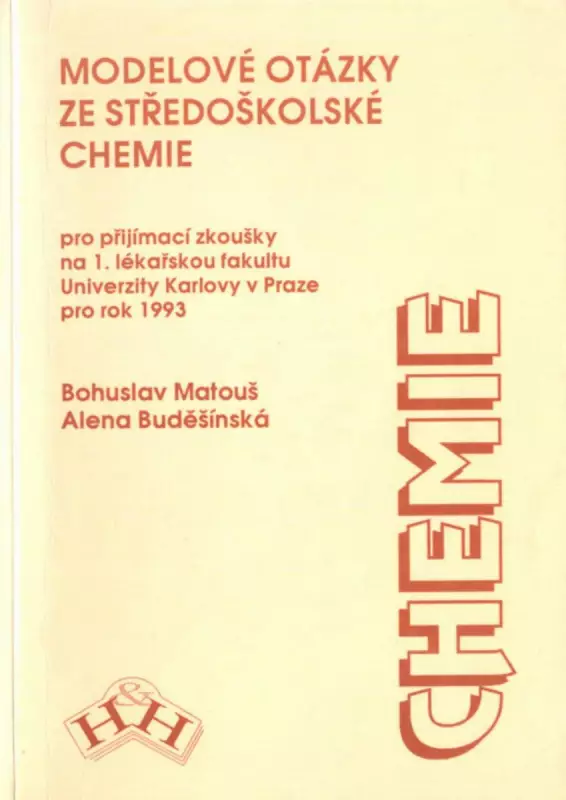 MODELOVÉ OTÁZKY
ZE STŘEDOŠKOLSKÉ
CHEMIE
pro přijímací zkoušky
na 1. lékařskou fakultu
Univerzity Karlovy v Praze
pro rok 1993
Bohuslav Matouš
Alena Buděšínská
CHEMIE
H&H